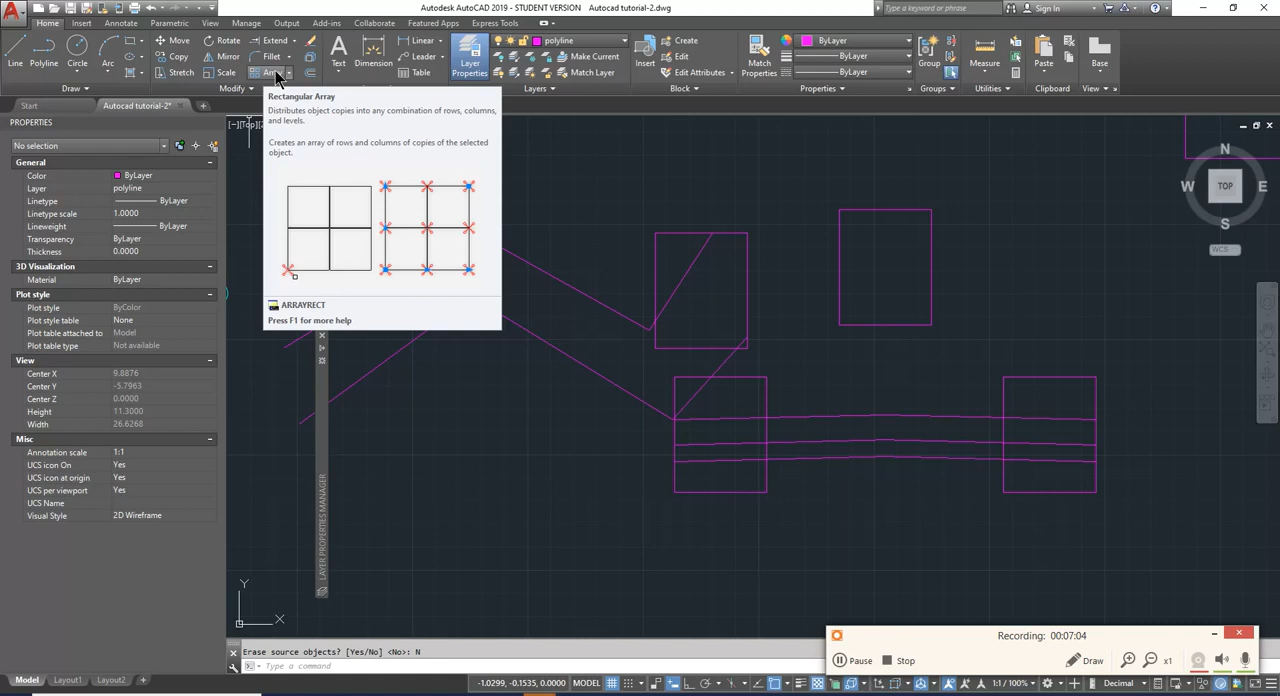 Autodesk AutoCAD 2019 - STUDENT VERSION Autocad tutorial-2.dwg
Type a keyword or phrase
Sign In
Home Insert Annotate Parametric View Manage Output Add-ins Collaborate Featured Apps Express Tools
Line Polyline Circle Arc
Move Rotate Extend
Copy Mirror Fillet
Stretch Scale Array
Text Dimension
Linear
Leader
Table
Layer Properties
polyline
Make Current
Match Layer
Insert
Create
Edit
Edit Attributes
Match Properties
ByLayer
ByLayer
ByLayer
Group
Measure
Paste
Base
Draw Modify Layers Block Properties Groups Utilities Clipboard View
Start Autocad tutorial-2*
PROPERTIES
No selection
General
Color ByLayer
Layer polyline
Linetype ByLayer
Linetype scale 1.0000
Lineweight ByLayer
Transparency ByLayer
Thickness 0.0000
3D Visualization
Material ByLayer
Plot style
Plot style ByColor
Plot style table None
Plot table attached to Model
Plot table type Not available
View
Center X 9.8876
Center Y -5.7963
Center Z 0.0000
Height 11.3000
Width 26.6268
Misc
Annotation scale 1:1
UCS icon On Yes
UCS icon at origin Yes
UCS per viewport Yes
UCS Name
Visual Style 2D Wireframe
Rectangular Array
Distributes object copies into any combination of rows, columns,
and levels.
Creates an array of rows and columns of copies of the selected
object.
ARRAYRECT
Press F1 for more help
LAYER PROPERTIES MANAGER
N
W TOP E
S
WCS
Y
X
Erase source objects? [Yes/No] <No>: N
Type a command
Recording: 00:07:04
Pause Stop Draw x1
Model Layout1 Layout2
-1.0299, -0.1535, 0.0000 MODEL 1:1 / 100% Decimal